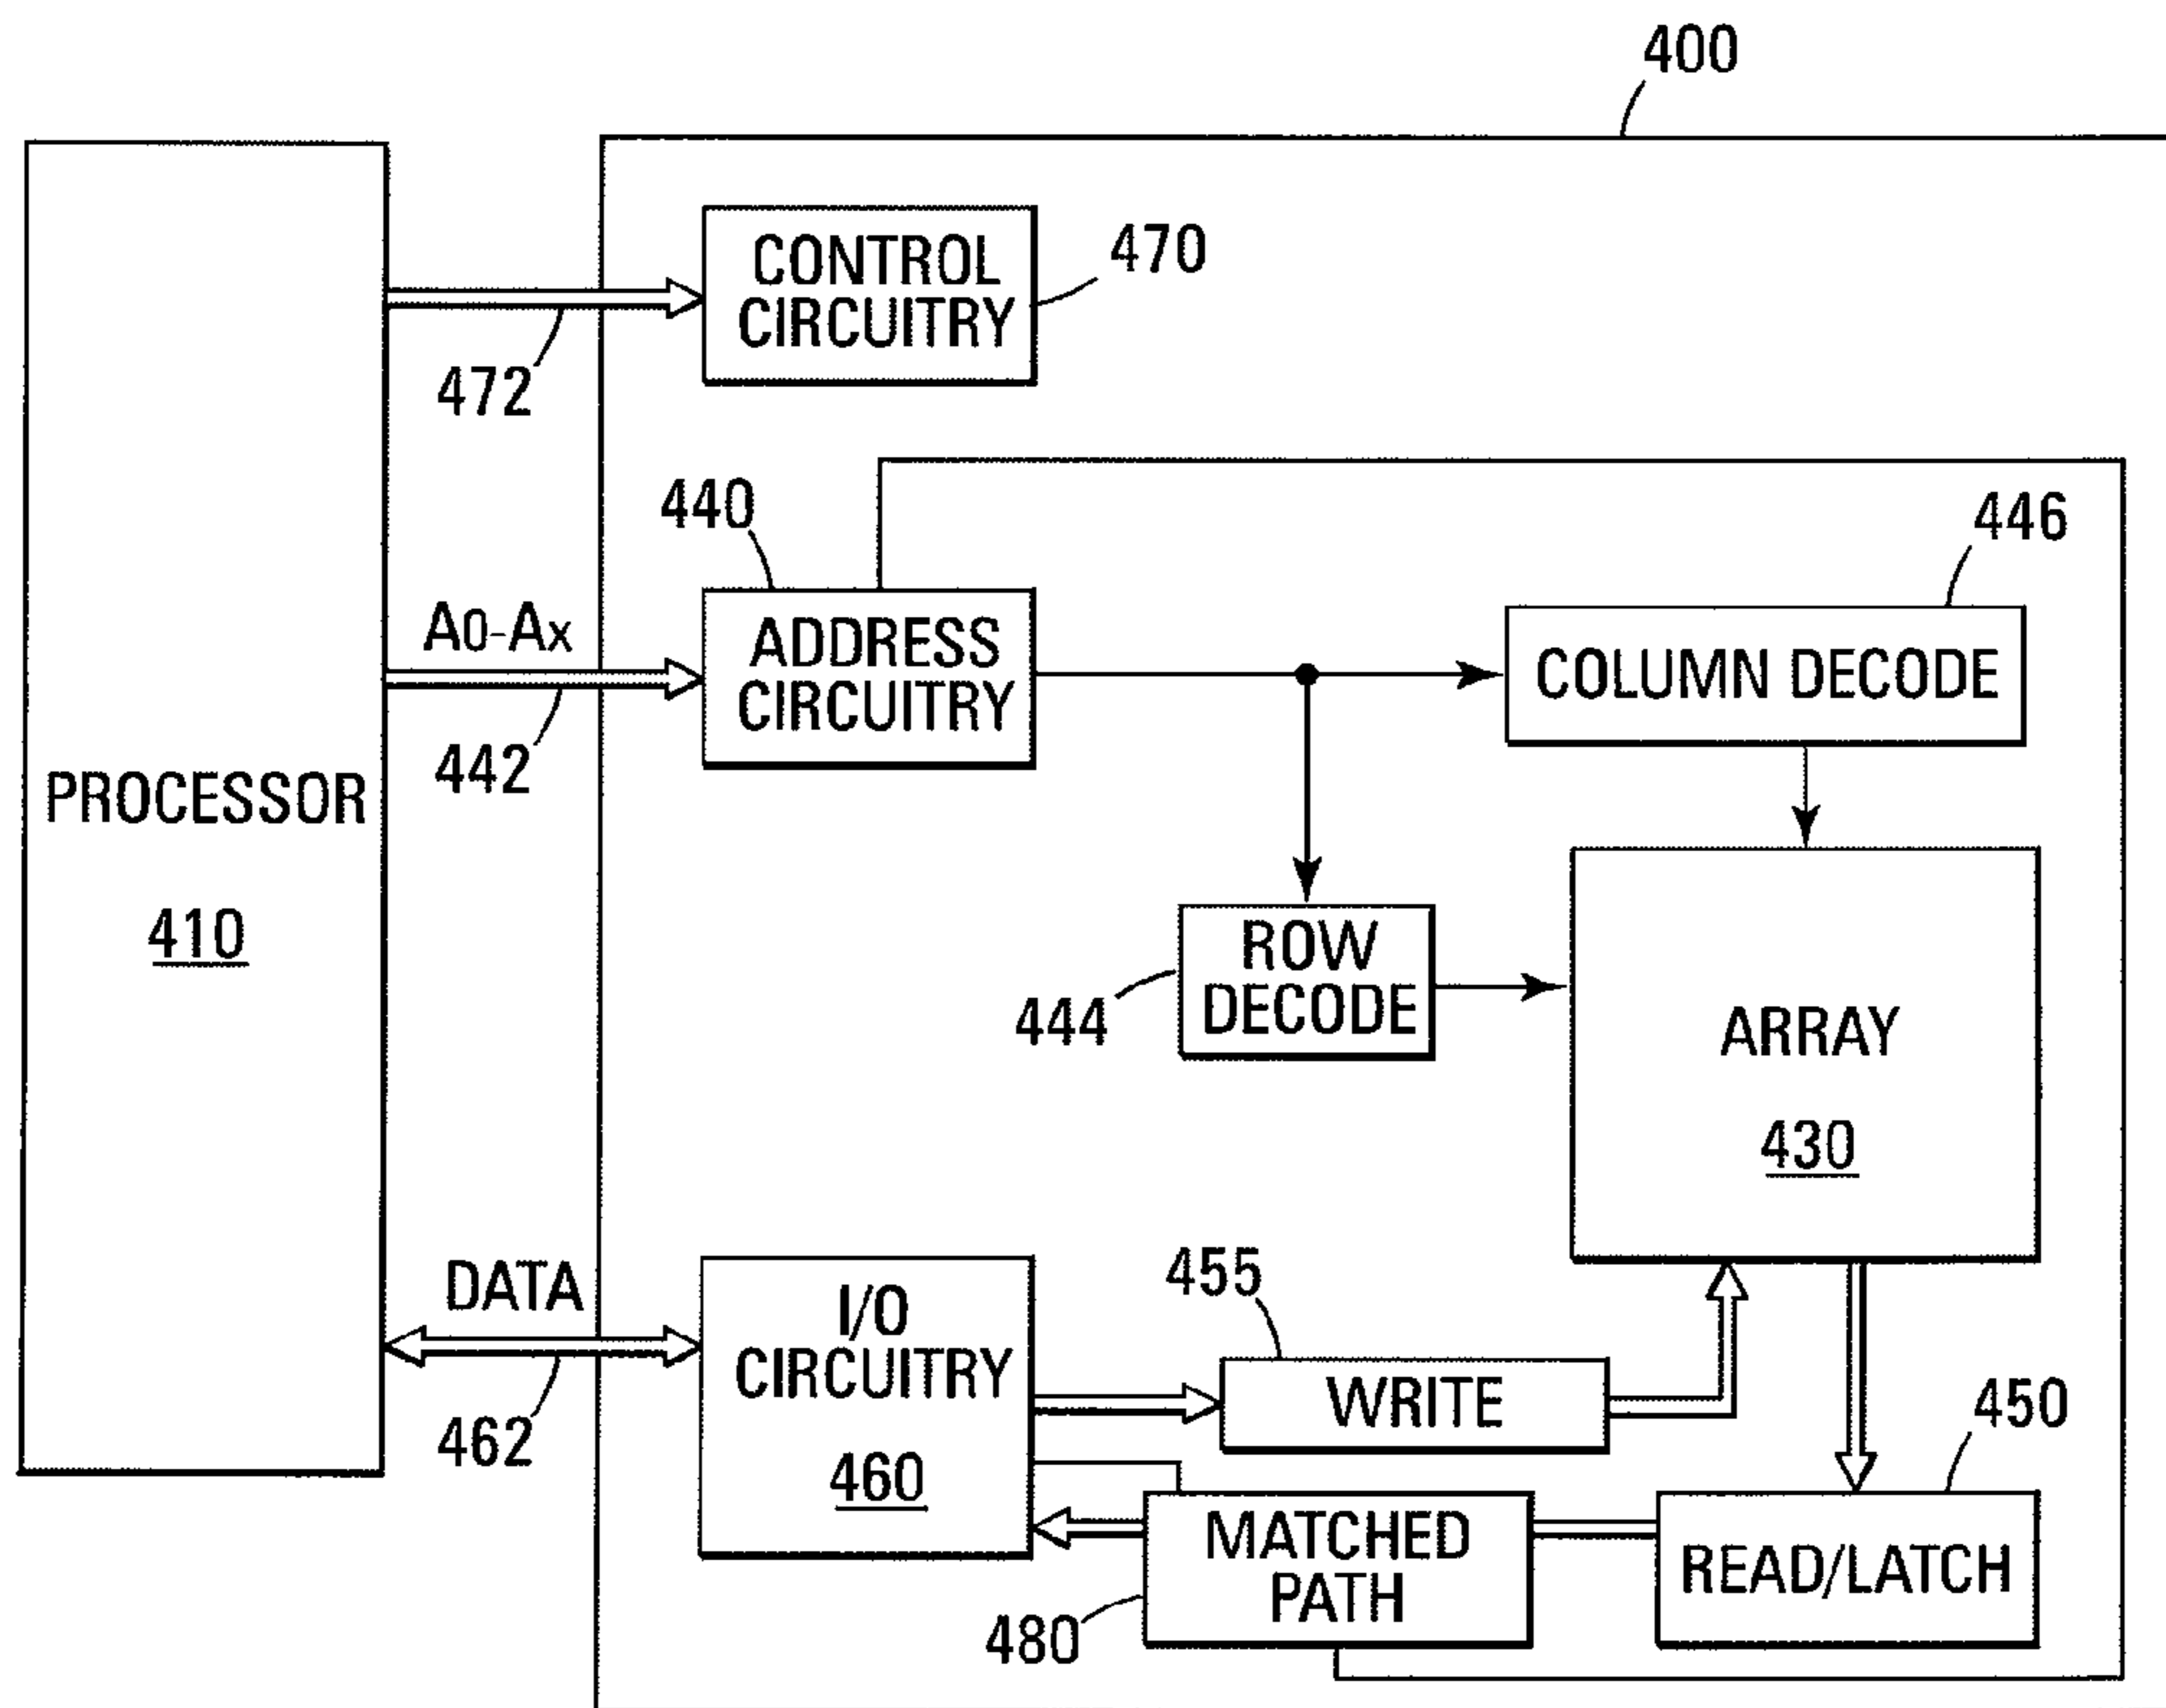 400
CONTROL
CIRCUITRY
470
472
440
446
A0-Ax
ADDRESS
CIRCUITRY
COLUMN DECODE
442
PROCESSOR
410
ROW
DECODE
444
ARRAY
430
DATA
462
I/O
CIRCUITRY
460
455
WRITE
450
MATCHED
PATH
480
READ/LATCH